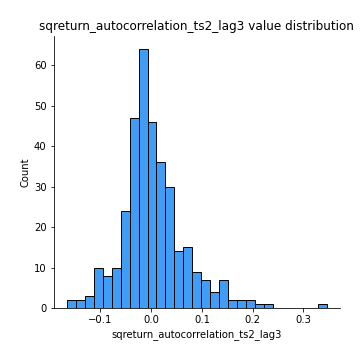 sqreturn_autocorrelation_ts2_lag3 value distribution
60
50
40
30
20
10
0
Count
−0.1 0.0 0.1 0.2 0.3
sqreturn_autocorrelation_ts2_lag3